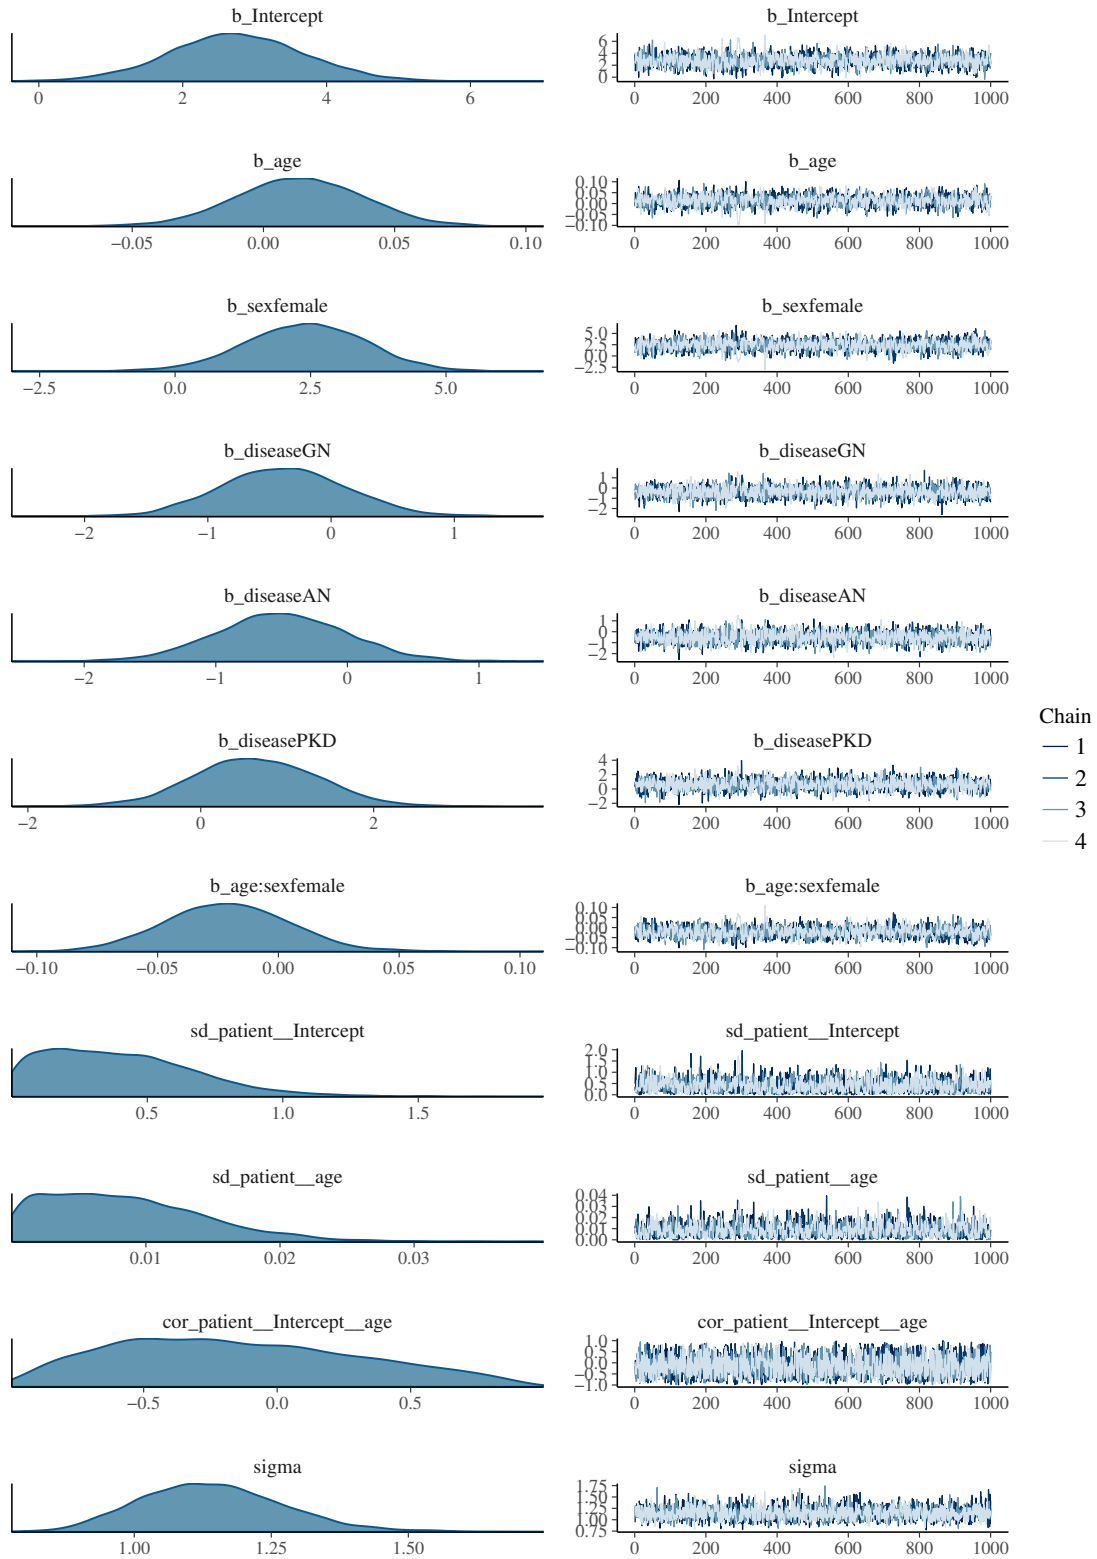 b_Intercept
0 2 4 6
b_Intercept
6
4
2
0
0 200 400 600 800 1000
b_age
−0.05 0.00 0.05 0.10
b_age
0.10
0.05
0.00
−0.05
−0.10
0 200 400 600 800 1000
b_sexfemale
−2.5 0.0 2.5 5.0
b_sexfemale
5.0
2.5
0.0
−2.5
0 200 400 600 800 1000
b_diseaseGN
−2 −1 0 1
b_diseaseGN
1
0
−1
−2
0 200 400 600 800 1000
b_diseaseAN
−2 −1 0 1
b_diseaseAN
1
0
−1
−2
0 200 400 600 800 1000
b_diseasePKD
−2 0 2
b_diseasePKD
4
2
0
−2
0 200 400 600 800 1000
b_age:sexfemale
−0.10 −0.05 0.00 0.05 0.10
b_age:sexfemale
0.10
0.05
0.00
−0.05
−0.10
0 200 400 600 800 1000
sd_patient__Intercept
0.5 1.0 1.5
sd_patient__Intercept
2.0
1.5
1.0
0.5
0.0
0 200 400 600 800 1000
sd_patient__age
0.01 0.02 0.03
sd_patient__age
0.04
0.03
0.02
0.01
0.00
0 200 400 600 800 1000
cor_patient__Intercept__age
−0.5 0.0 0.5
cor_patient__Intercept__age
1.0
0.5
0.0
−0.5
−1.0
0 200 400 600 800 1000
sigma
1.00 1.25 1.50
sigma
1.75
1.50
1.25
1.00
0.75
0 200 400 600 800 1000
Chain
1
2
3
4